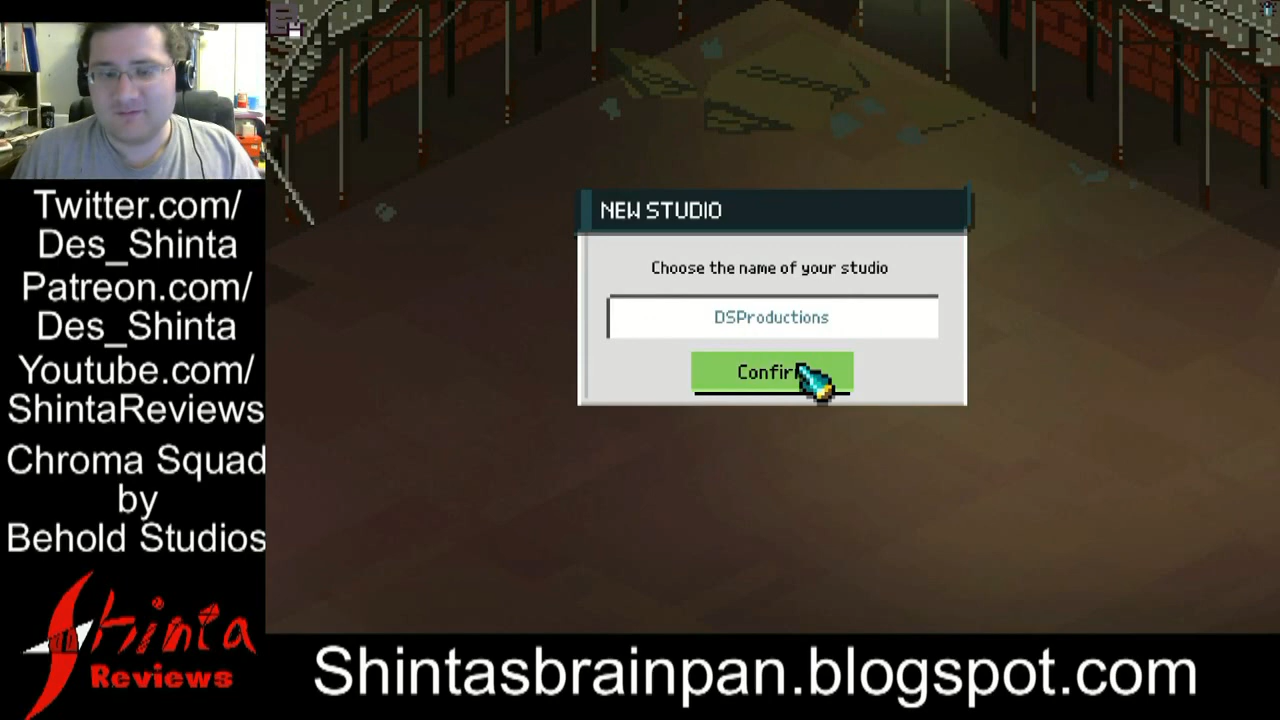 Twitter.com/
Des_Shinta
Patreon.com/
Des_Shinta
Youtube.com/
ShintaReviews
Chroma Squad
by
Behold Studios
Shinta
Reviews
NEW STUDIO
Choose the name of your studio
DSProductions
Confirm
Shintasbrainpan.blogspot.com